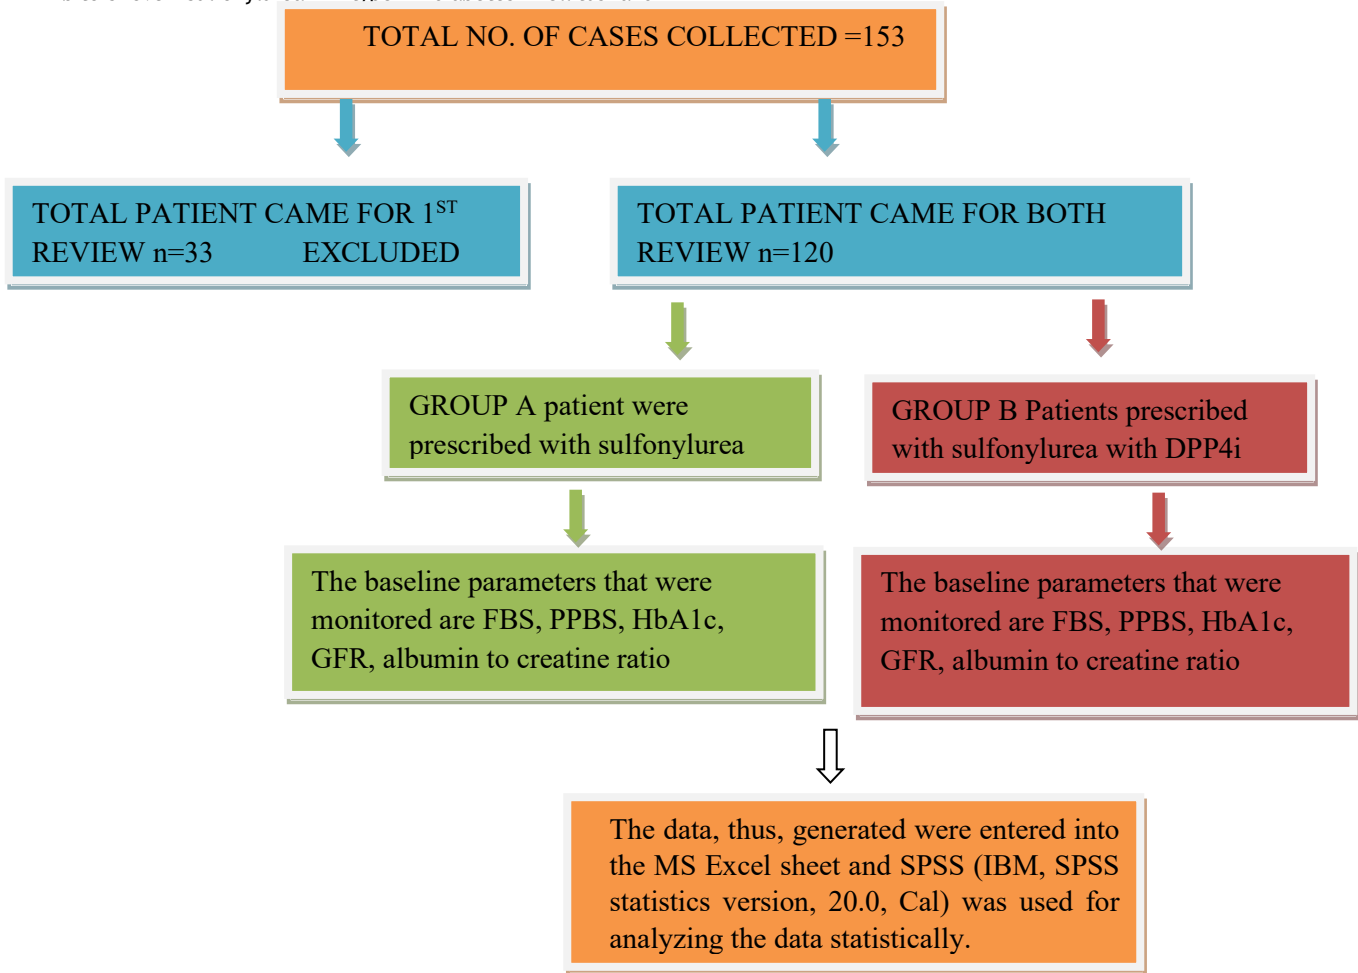 TOTAL NO. OF CASES COLLECTED =153
TOTAL PATIENT CAME FOR 1ST
REVIEW n=33 EXCLUDED
TOTAL PATIENT CAME FOR BOTH
REVIEW n=120
GROUP A patient were
prescribed with sulfonylurea
GROUP B Patients prescribed
with sulfonylurea with DPP4i
The baseline parameters that were
monitored are FBS, PPBS, HbA1c,
GFR, albumin to creatine ratio
The baseline parameters that were
monitored are FBS, PPBS, HbA1c,
GFR, albumin to creatine ratio
The data, thus, generated were entered into
the MS Excel sheet and SPSS (IBM, SPSS
statistics version, 20.0, Cal) was used for
analyzing the data statistically.